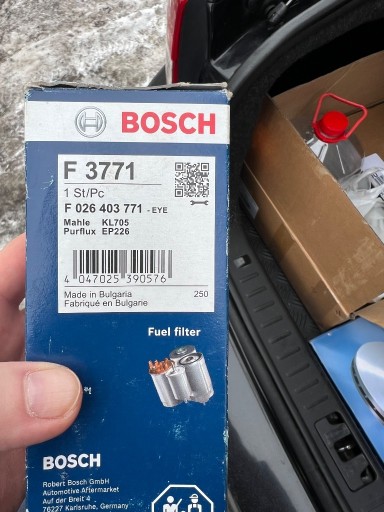 BOSCH
F 3771
1 St/Pc
F 026 403 771 - EYE
Mahle KL705
Purflux EP226
4 047025 390576
Made in Bulgaria 250
Fabriqué en Bulgarie
Fuel filter
BOSCH
Robert Bosch GmbH
Automotive Aftermarket
Auf der Breit 4
76227 Karlsruhe, Germany